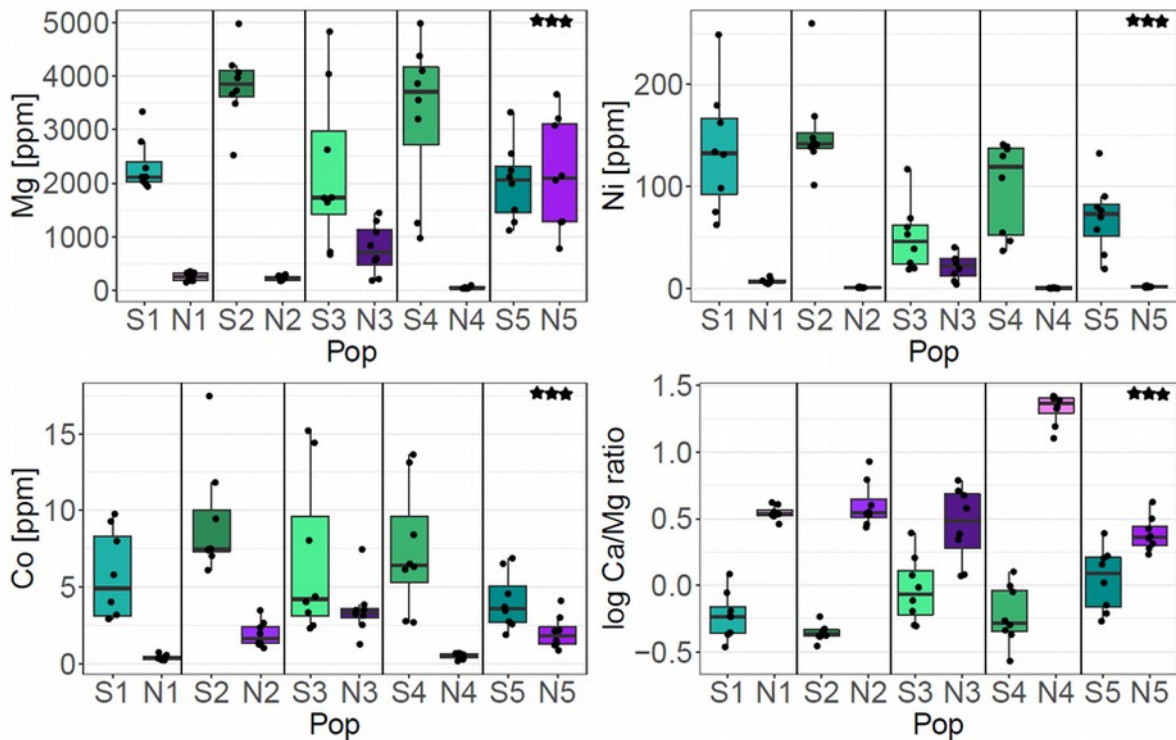 5000
4000
3000
2000
1000
0
Mg [ppm]
★★★
S1 N1 S2 N2 S3 N3 S4 N4 S5 N5
Pop
200
100
0
Ni [ppm]
★★★
S1 N1 S2 N2 S3 N3 S4 N4 S5 N5
Pop
15
10
5
0
Co [ppm]
★★★
S1 N1 S2 N2 S3 N3 S4 N4 S5 N5
Pop
1.5
1.0
0.5
0.0
−0.5
log Ca/Mg ratio
★★★
S1 N1 S2 N2 S3 N3 S4 N4 S5 N5
Pop